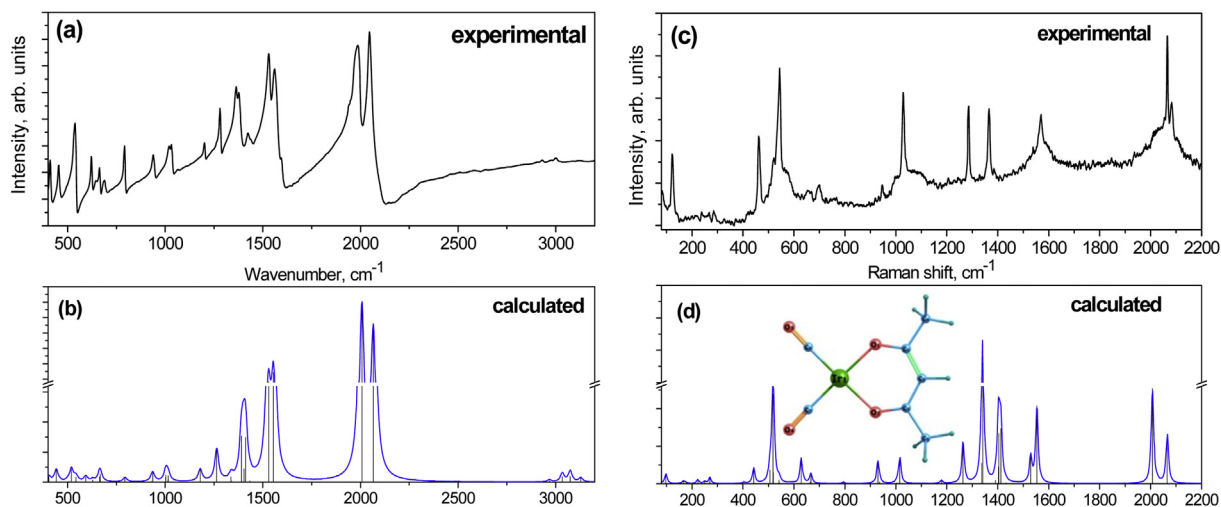 (a)
experimental
Intensity, arb. units
500 1000 1500 2000 2500 3000
Wavenumber, cm-1
(b)
calculated
500 1000 1500 2000 2500 3000
(c)
experimental
Intensity, arb. units
200 400 600 800 1000 1200 1400 1600 1800 2000 2200
Raman shift, cm-1
(d)
calculated
200 400 600 800 1000 1200 1400 1600 1800 2000 2200